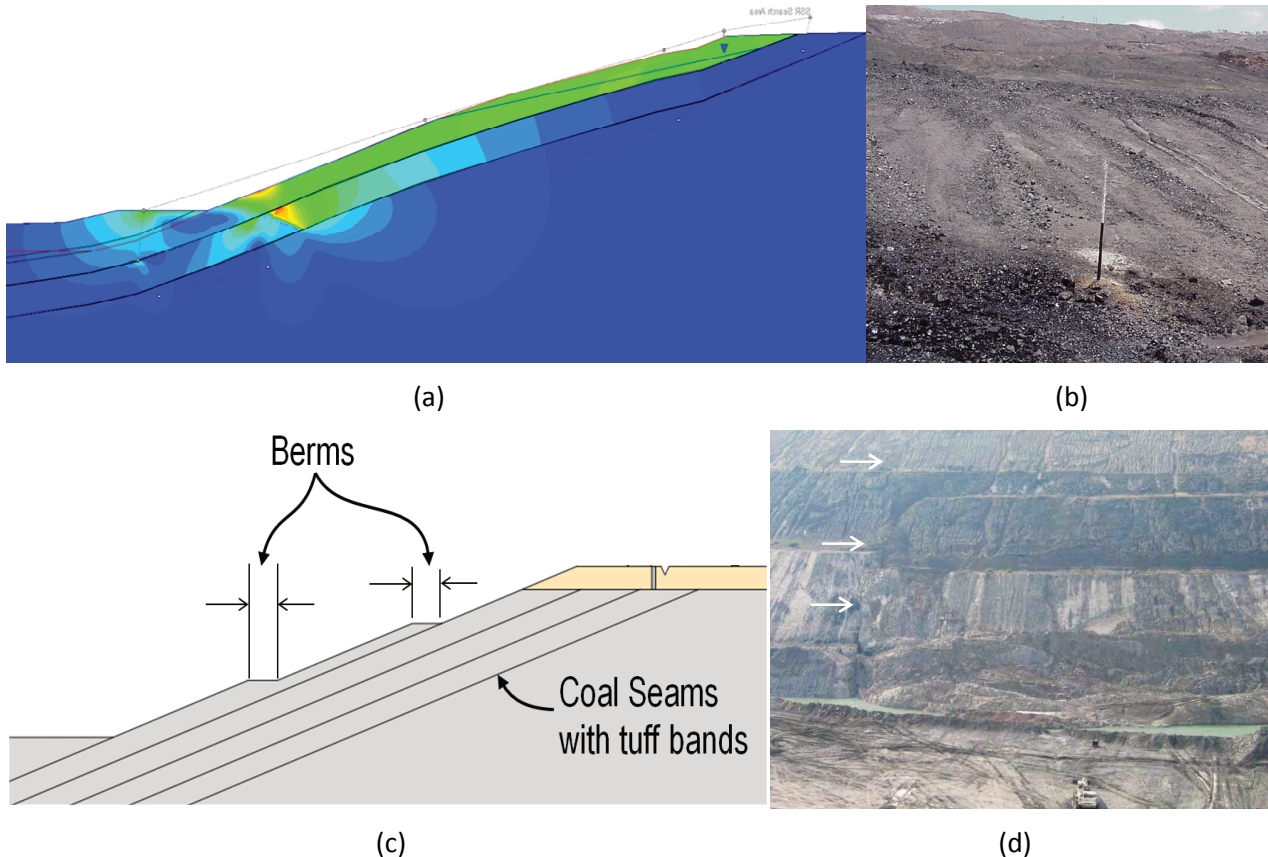 SSR Search Area
(a)
(b)
Berms
Coal Seams
with tuff bands
(c)
(d)